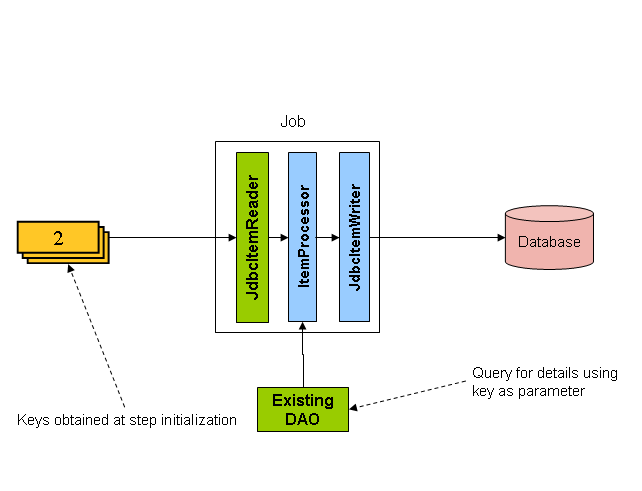 Job
JdbcItemReader
ItemProcessor
JdbcItemWriter
2
Database
Existing
DAO
Query for details using
key as parameter
Keys obtained at step initialization